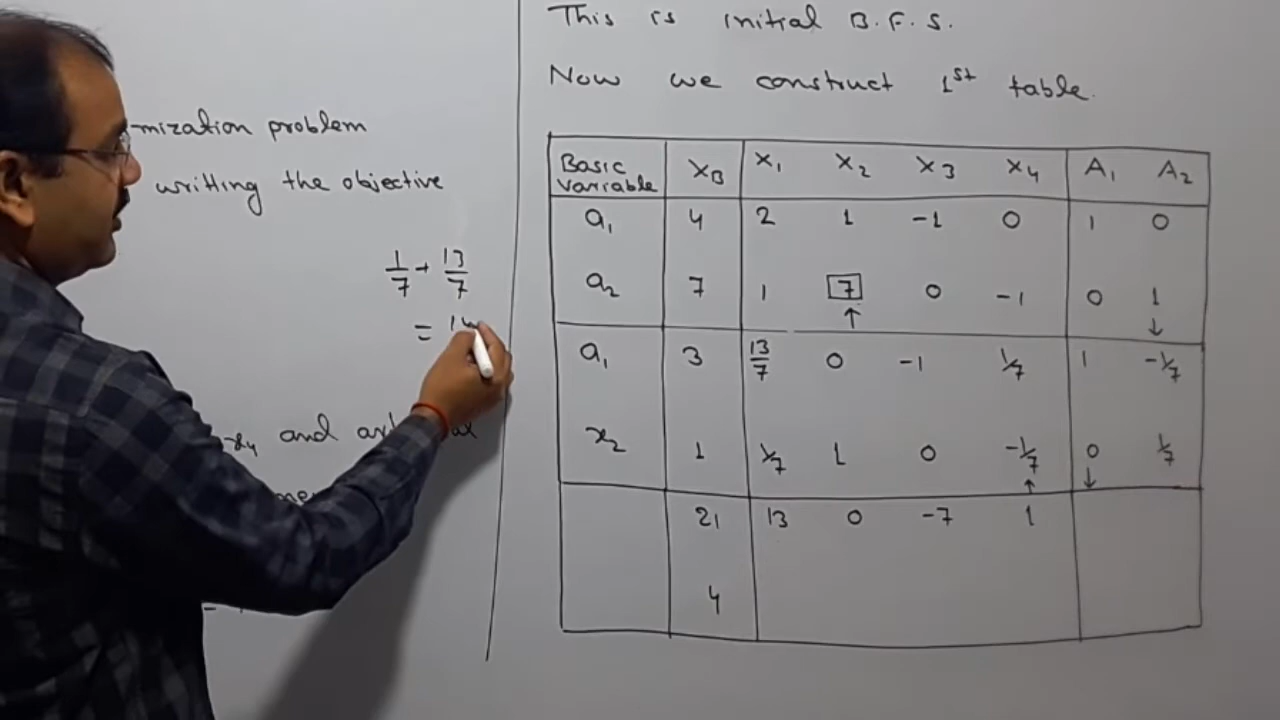 -mization problem
writting the objective
1/7 + 13/7
= 14
x4 and
This is initial B.F.S.
Now we construct 1st table.
Basic variable XB X1 X2 X3 X4 A1 A2
a1 4 2 1 -1 0 1 0
a2 7 1 7 0 -1 0 1
↑ ↓
a1 3 13/7 0 -1 1/7 1 -1/7
x2 1 1/7 1 0 -1/7 0 1/7
↑ ↓
21 13 0 -7 1
4